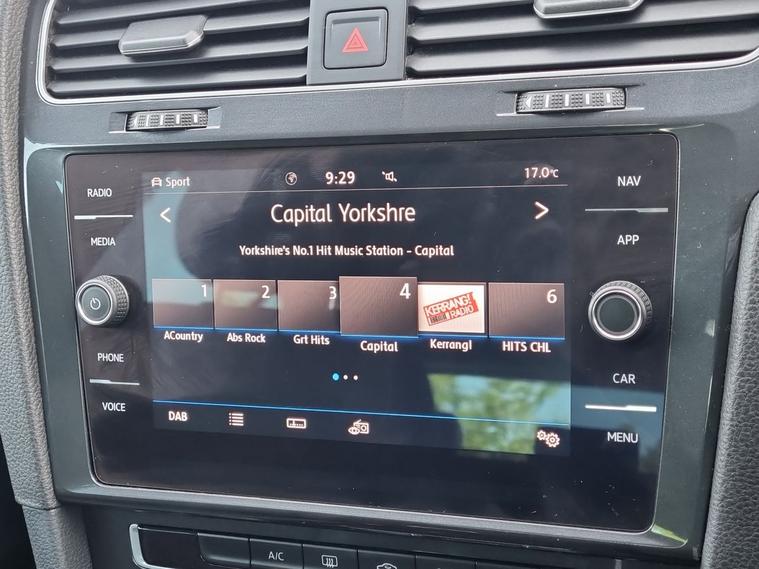 RADIO
MEDIA
PHONE
VOICE
Sport 9:29 17.0°C
< Capital Yorkshre >
Yorkshire's No.1 Hit Music Station - Capital
1 2 3 4 6
KERRANG!
RADIO
ACountry Abs Rock Grt Hits Capital Kerrang! HITS CHL
DAB
NAV
APP
CAR
MENU
A/C